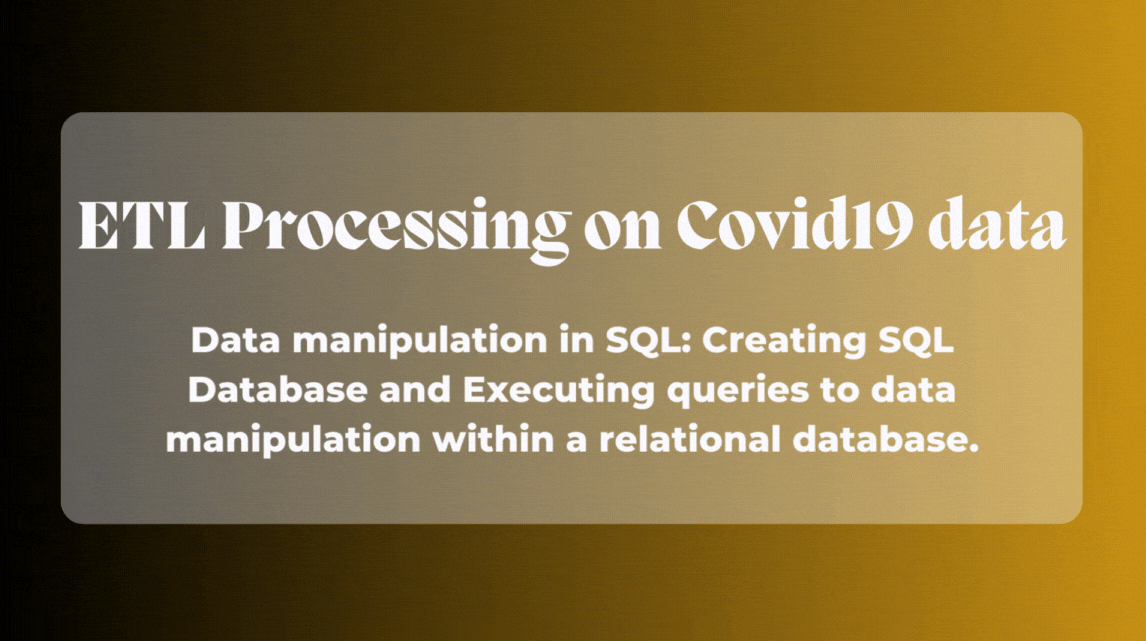 ETL Processing on Covid19 data
Data manipulation in SQL: Creating SQL
Database and Executing queries to data
manipulation within a relational database.